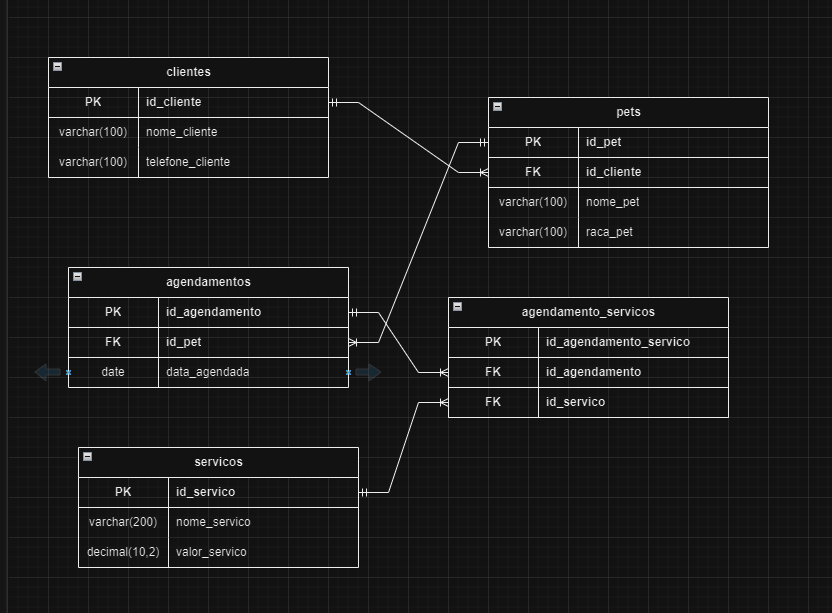 clientes
PK id_cliente
varchar(100) nome_cliente
varchar(100) telefone_cliente
pets
PK id_pet
FK id_cliente
varchar(100) nome_pet
varchar(100) raca_pet
agendamentos
PK id_agendamento
FK id_pet
date data_agendada
agendamento_servicos
PK id_agendamento_servico
FK id_agendamento
FK id_servico
servicos
PK id_servico
varchar(200) nome_servico
decimal(10,2) valor_servico